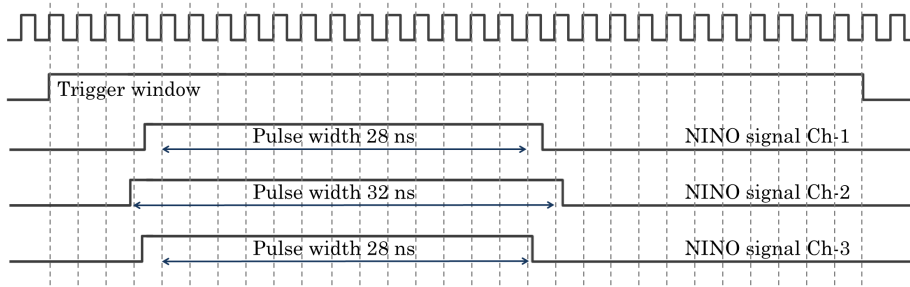 Trigger window
Pulse width 28 ns NINO signal Ch-1
Pulse width 32 ns NINO signal Ch-2
Pulse width 28 ns NINO signal Ch-3